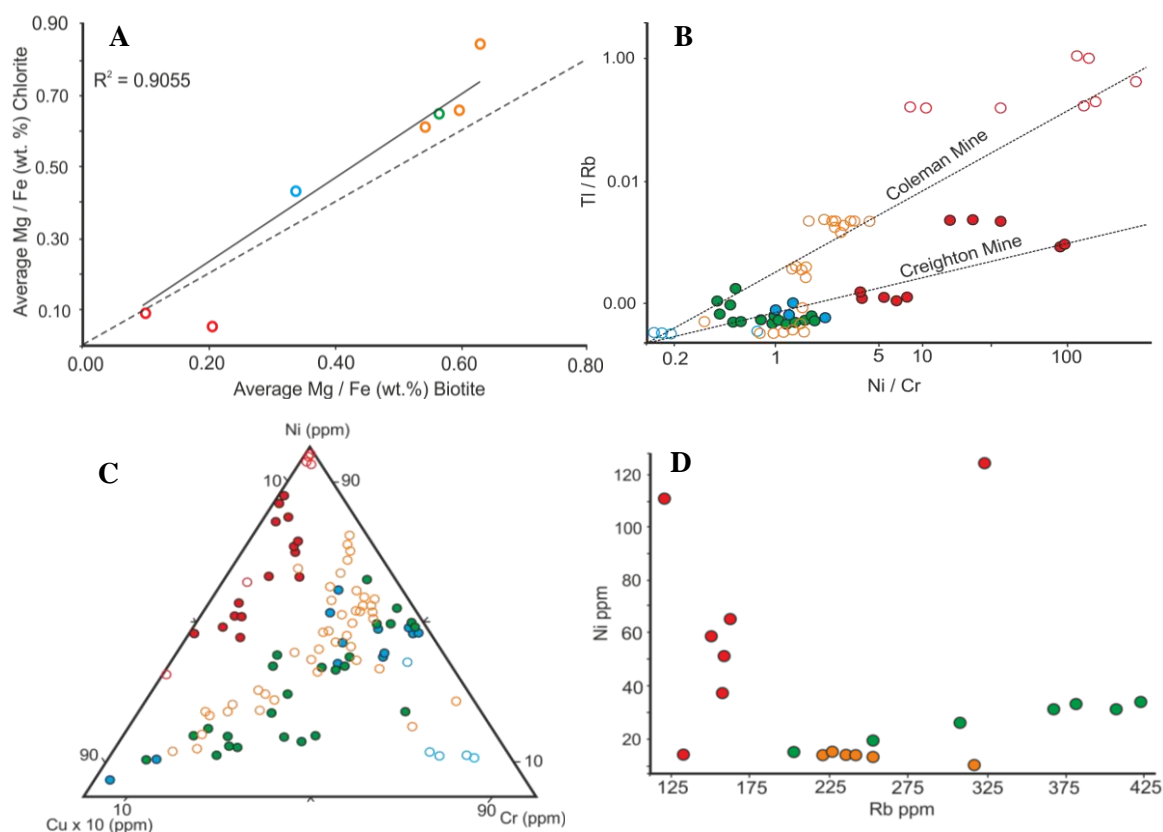 A
R² = 0.9055
Average Mg / Fe (wt. %) Chlorite
0.90
0.70
0.50
0.30
0.10
0.00
0.20
0.40
0.60
0.80
Average Mg / Fe (wt.%) Biotite
B
Tl / Rb
1.00
0.01
0.00
Coleman Mine
Creighton Mine
0.2
1
5
10
100
Ni / Cr
C
Ni (ppm)
10
90
90
10
10
90
Cu x 10 (ppm)
Cr (ppm)
D
Ni ppm
120
100
80
60
40
20
125
175
225
275
325
375
425
Rb ppm